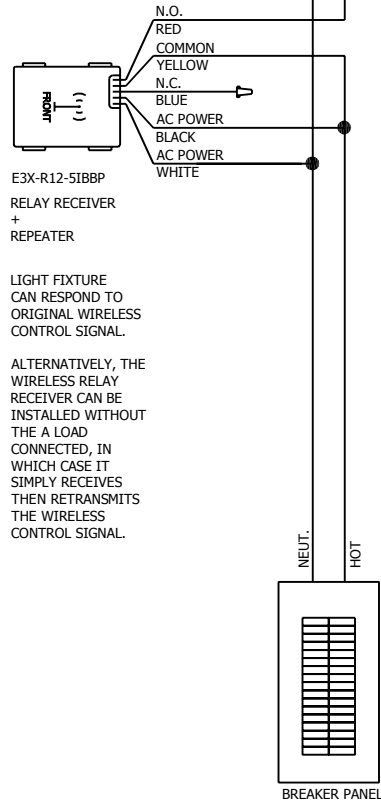 N.O.
RED
COMMON
YELLOW
N.C.
BLUE
AC POWER
BLACK
AC POWER
WHITE
FRONT
E3X-R12-5IBBP
RELAY RECEIVER
+
REPEATER
LIGHT FIXTURE
CAN RESPOND TO
ORIGINAL WIRELESS
CONTROL SIGNAL.
ALTERNATIVELY, THE
WIRELESS RELAY
RECEIVER CAN BE
INSTALLED WITHOUT
THE A LOAD
CONNECTED, IN
WHICH CASE IT
SIMPLY RECEIVES
THEN RETRANSMITS
THE WIRELESS
CONTROL SIGNAL.
NEUT.
HOT
BREAKER PANEL